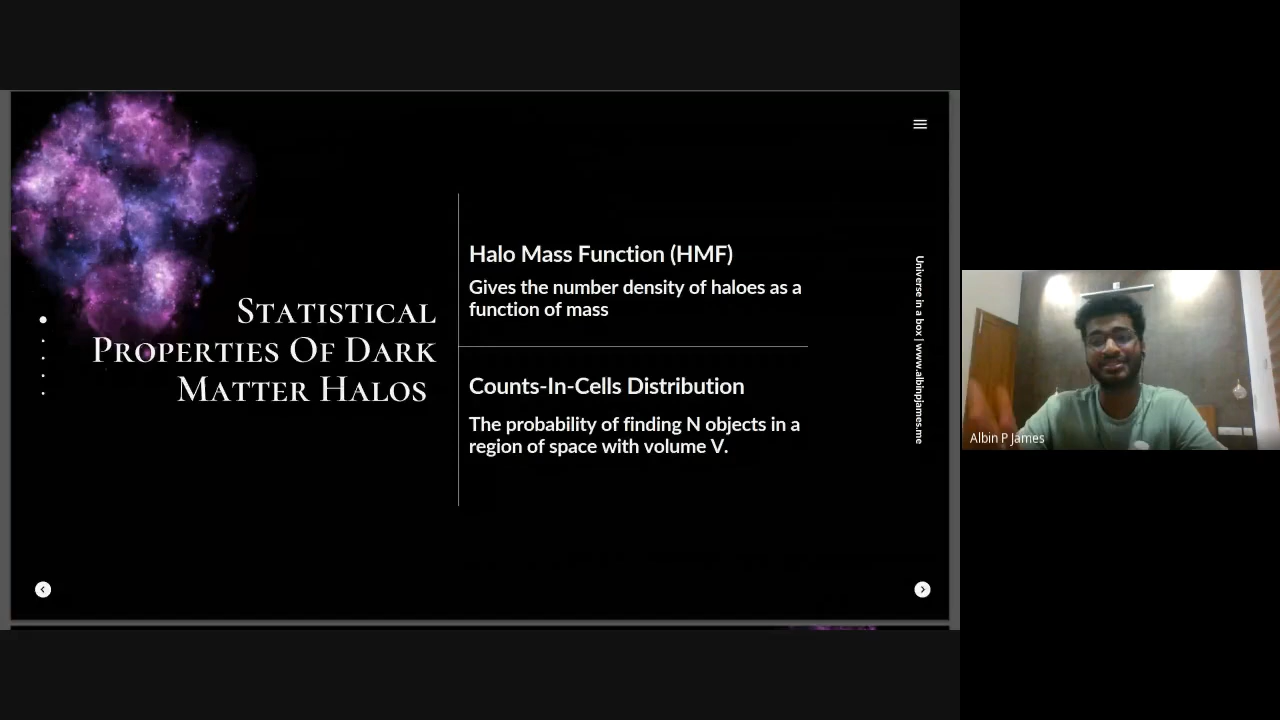 Statistical
Properties Of Dark
Matter Halos
Halo Mass Function (HMF)
Gives the number density of haloes as a
function of mass
Counts-In-Cells Distribution
The probability of finding N objects in a
region of space with volume V.
Universe in a box | www.albinpjames.me
Albin P James